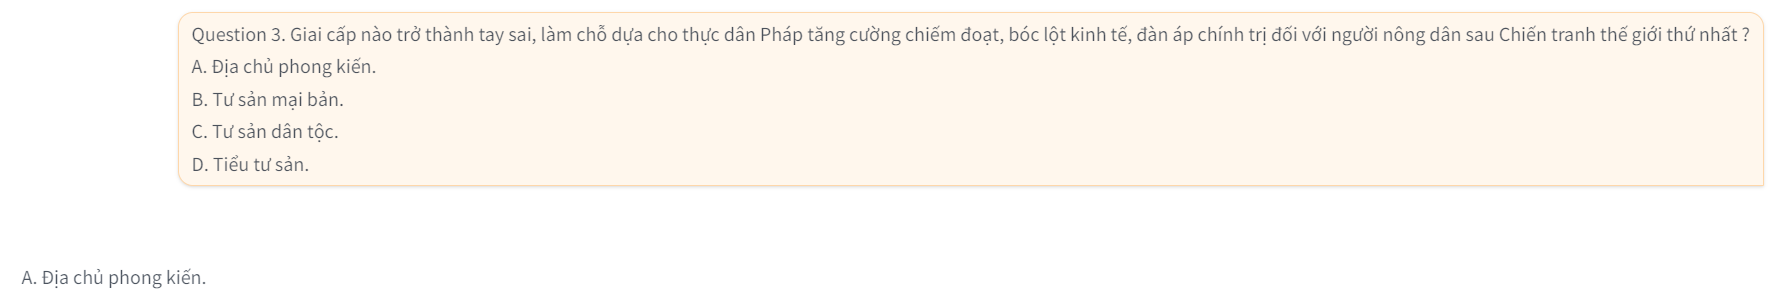 Question 3. Giai cấp nào trở thành tay sai, làm chỗ dựa cho thực dân Pháp tăng cường chiếm đoạt, bóc lột kinh tế, đàn áp chính trị đối với người nông dân sau Chiến tranh thế giới thứ nhất ?
A. Địa chủ phong kiến.
B. Tư sản mại bản.
C. Tư sản dân tộc.
D. Tiểu tư sản.
A. Địa chủ phong kiến.